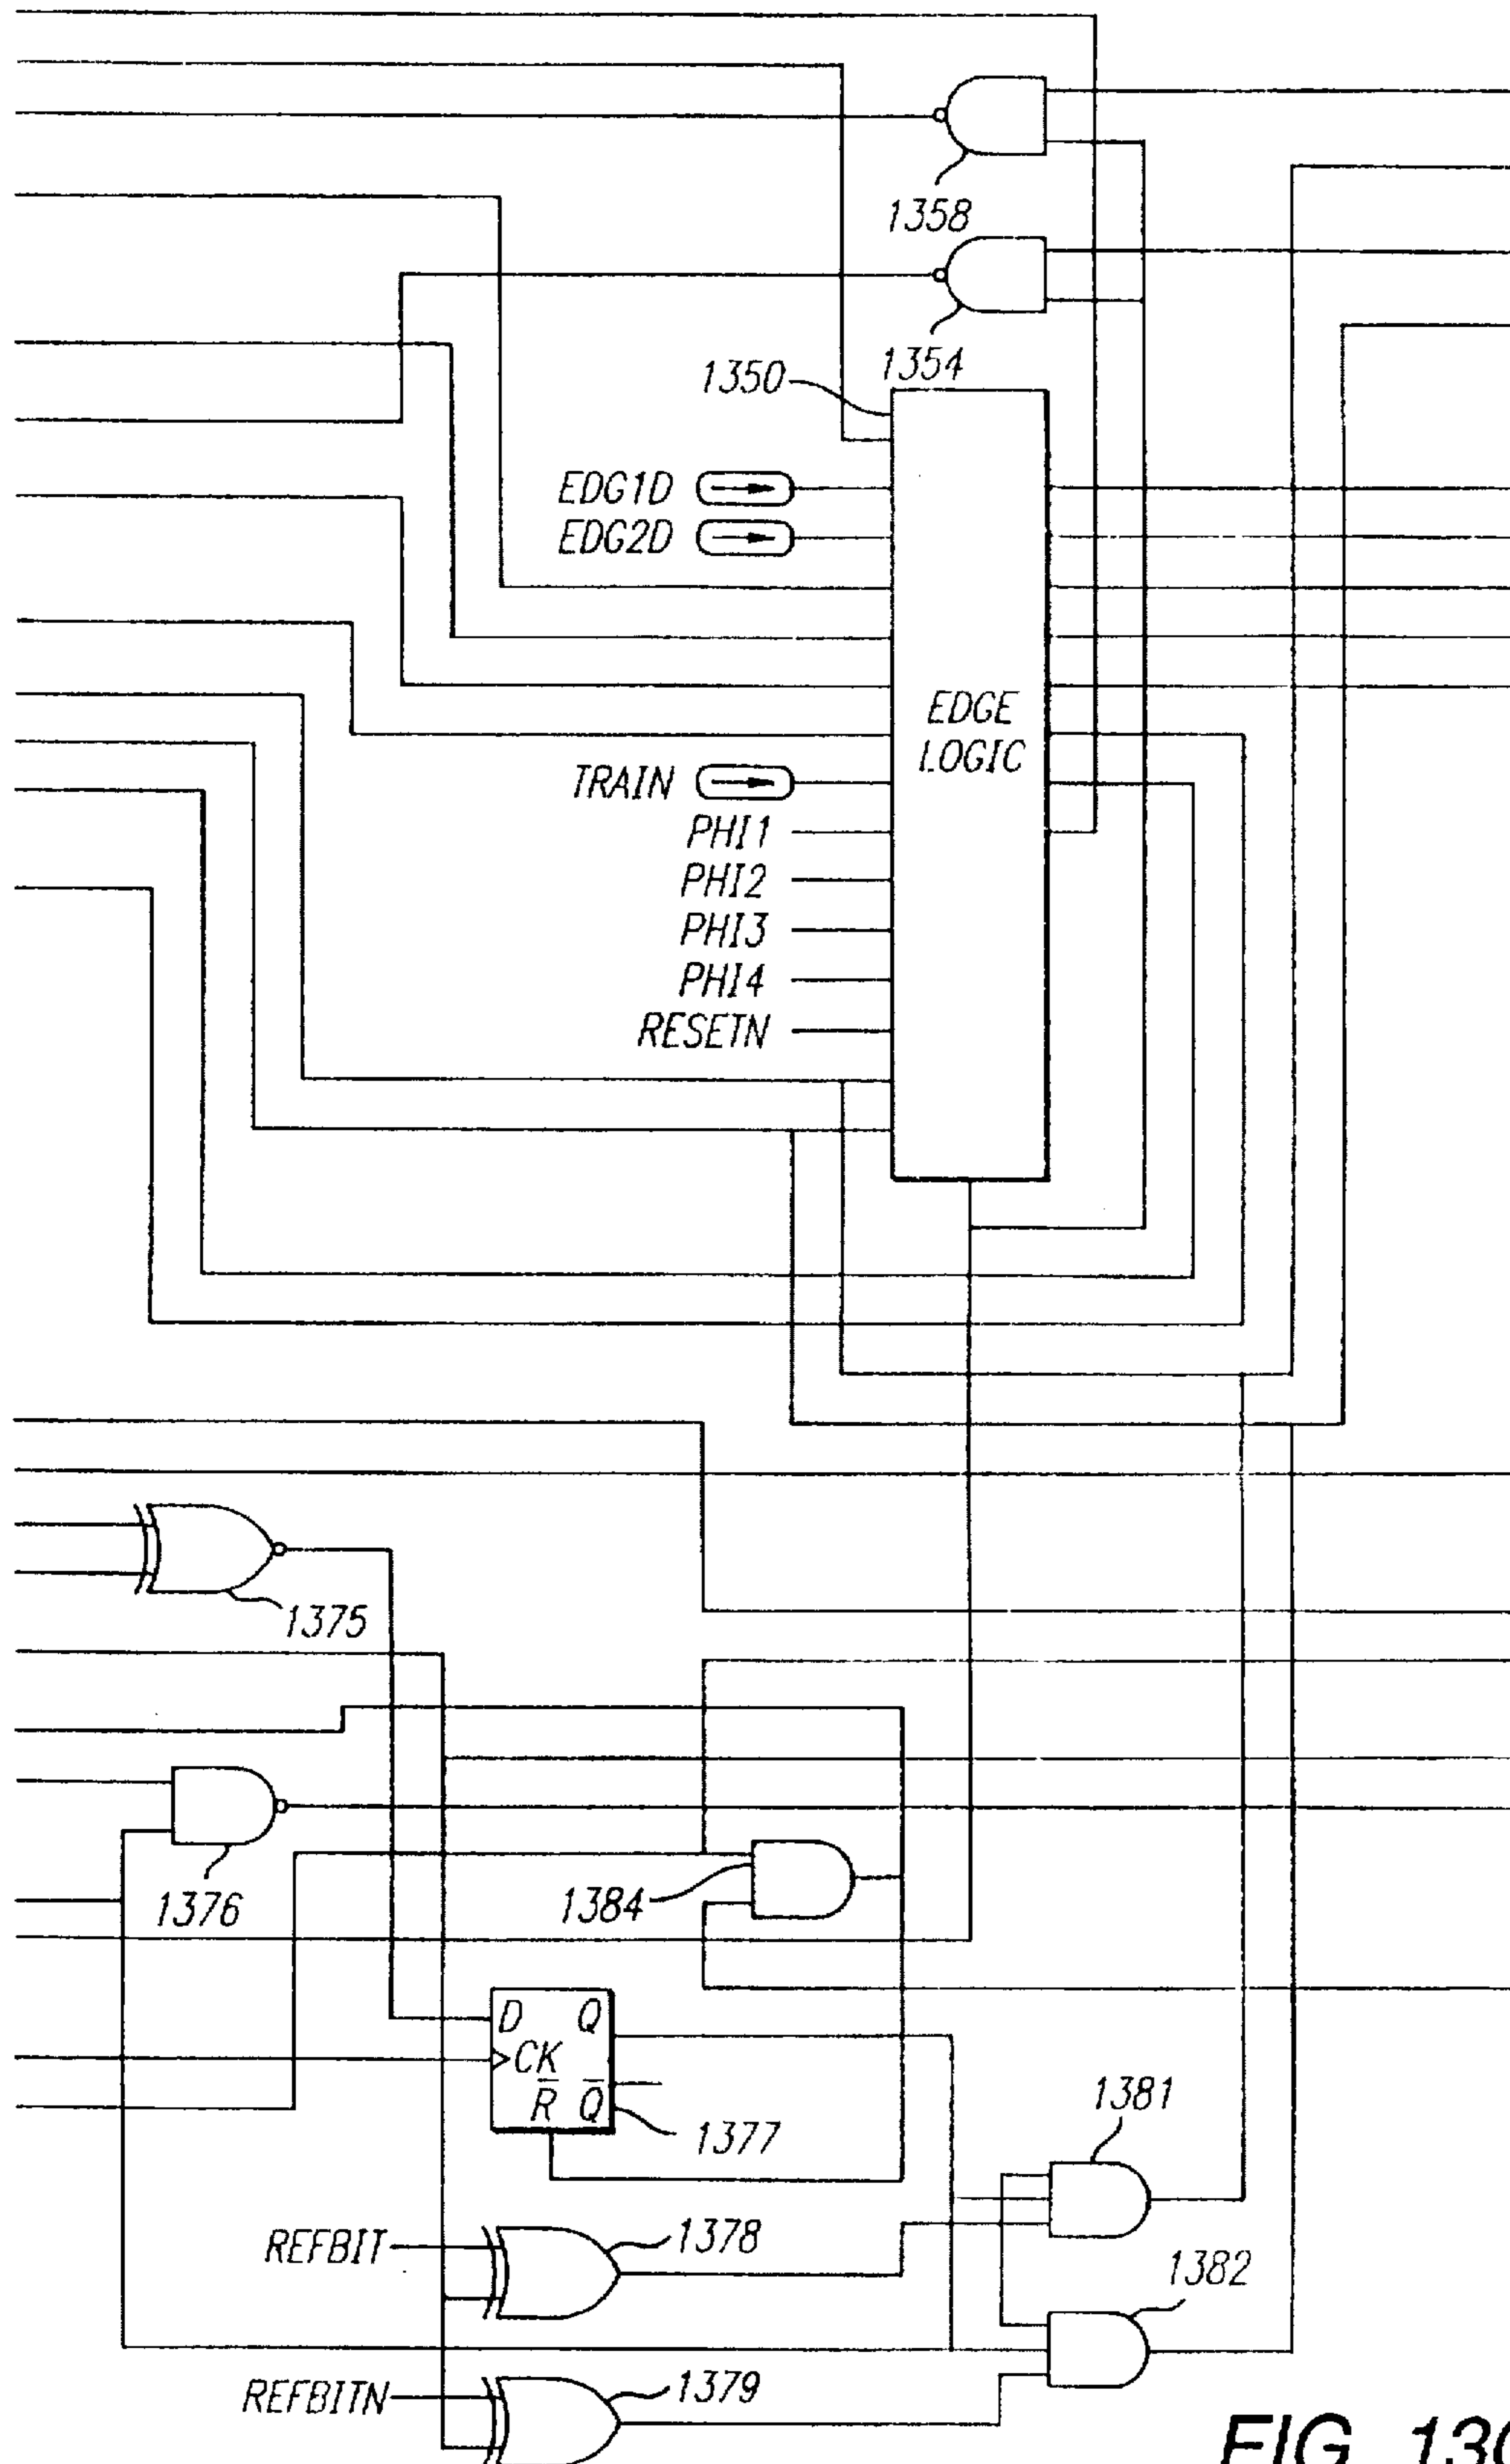 1358
1354
1350
EDG1D
EDG2D
EDGE
LOGIC
TRAIN
PHI1
PHI2
PHI3
PHI4
RESETN
1375
1376
1384
D Q
CK
R Q
1377
1381
REFBIT
1378
1382
REFBITN
1379
FIG.